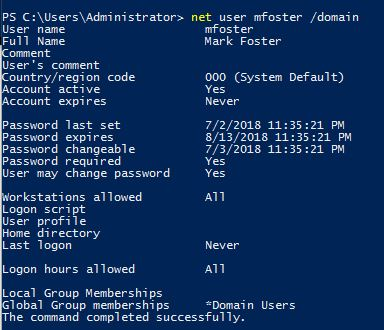 PS C:\Users\Administrator> net user mfoster /domain
User name                    mfoster
Full Name                    Mark Foster
Comment
User's comment
Country/region code          000 (System Default)
Account active               Yes
Account expires              Never
Password last set            7/2/2018 11:35:21 PM
Password expires             8/13/2018 11:35:21 PM
Password changeable          7/3/2018 11:35:21 PM
Password required            Yes
User may change password     Yes
Workstations allowed         All
Logon script
User profile
Home directory
Last logon                   Never
Logon hours allowed          All
Local Group Memberships
Global Group memberships     *Domain Users
The command completed successfully.